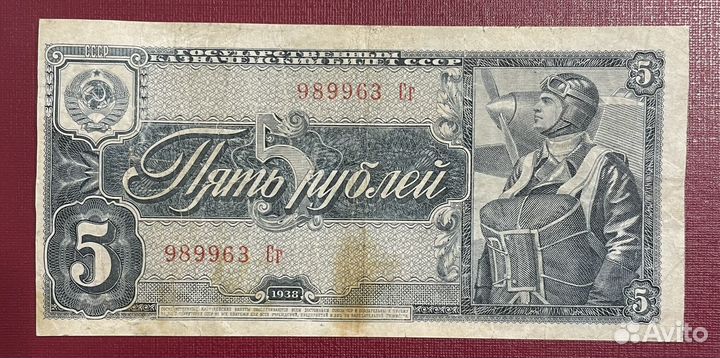 СССР
ГОСУДАРСТВЕННЫЙ
КАЗНАЧЕЙСКИЙ БИЛЕТ СССР
5
989963 Сг
5
Пять рублей
5
989963 Сг
1938
5
Avito